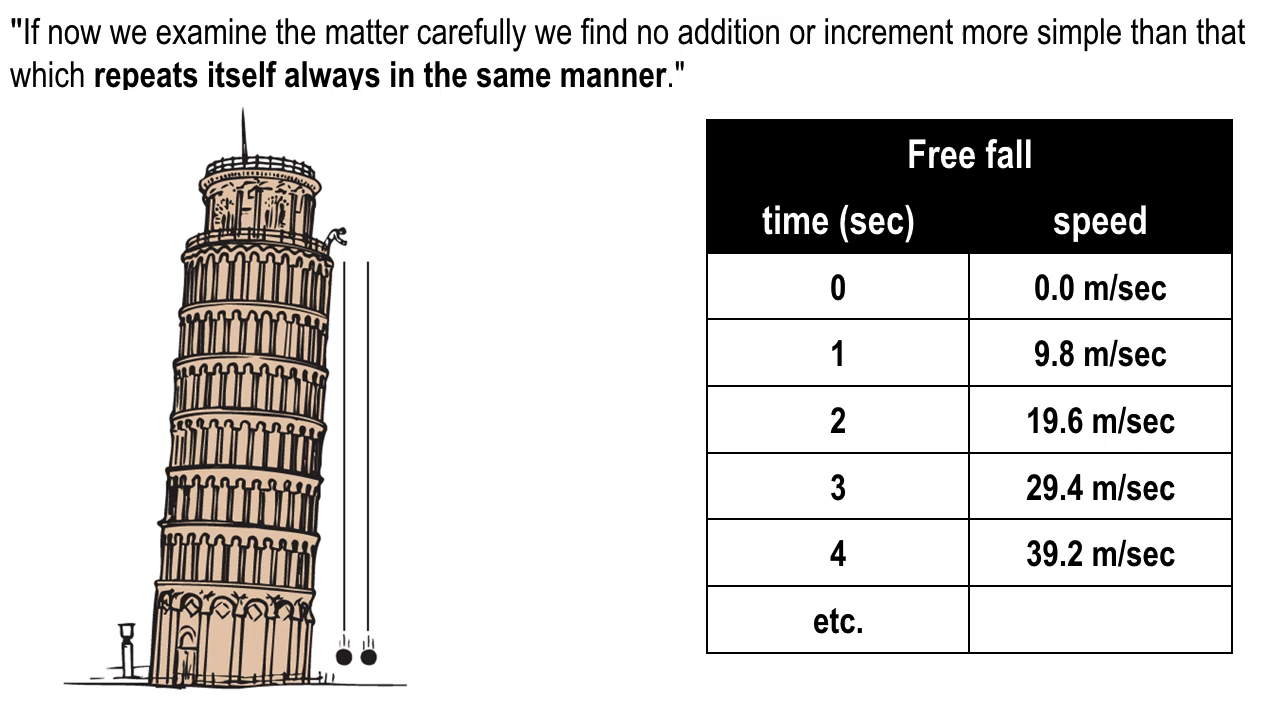 "If now we examine the matter carefully we find no addition or increment more simple than that
which repeats itself always in the same manner."
Free fall
time (sec) speed
0 0.0 m/sec
1 9.8 m/sec
2 19.6 m/sec
3 29.4 m/sec
4 39.2 m/sec
etc.